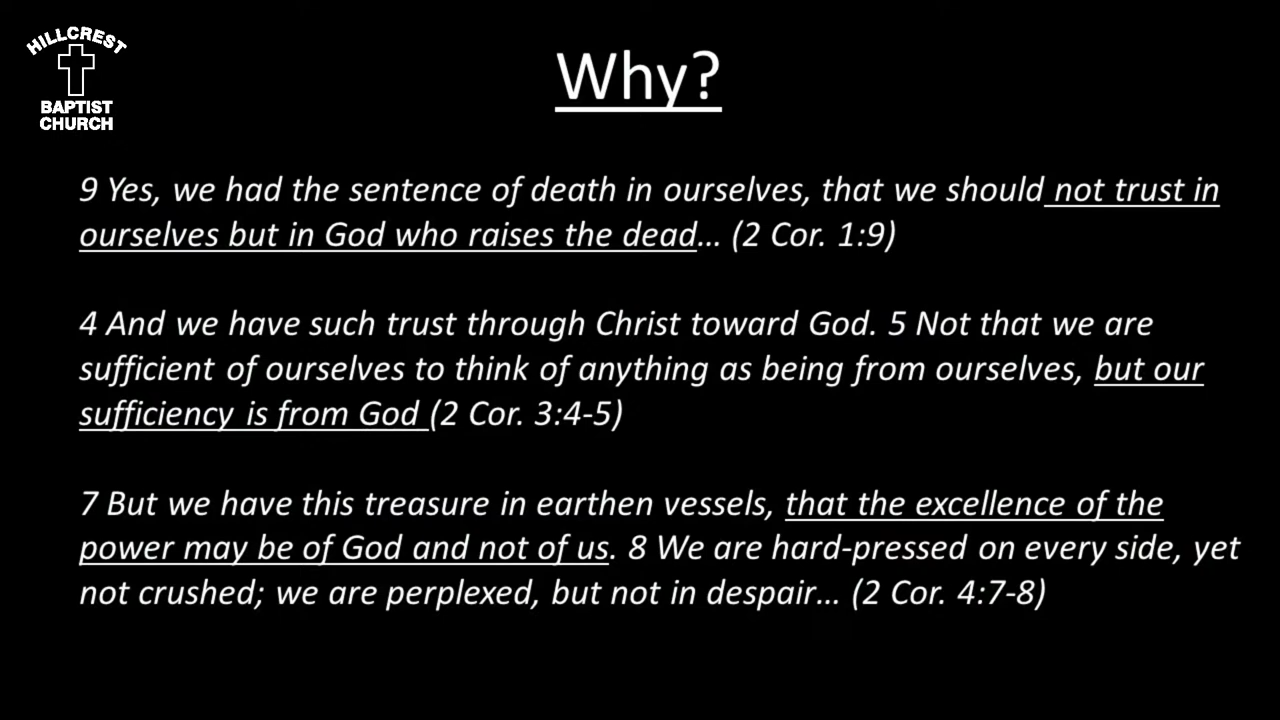 HILLCREST
BAPTIST
CHURCH
Why?
9 Yes, we had the sentence of death in ourselves, that we should not trust in
ourselves but in God who raises the dead… (2 Cor. 1:9)
4 And we have such trust through Christ toward God. 5 Not that we are
sufficient of ourselves to think of anything as being from ourselves, but our
sufficiency is from God (2 Cor. 3:4-5)
7 But we have this treasure in earthen vessels, that the excellence of the
power may be of God and not of us. 8 We are hard-pressed on every side, yet
not crushed; we are perplexed, but not in despair… (2 Cor. 4:7-8)